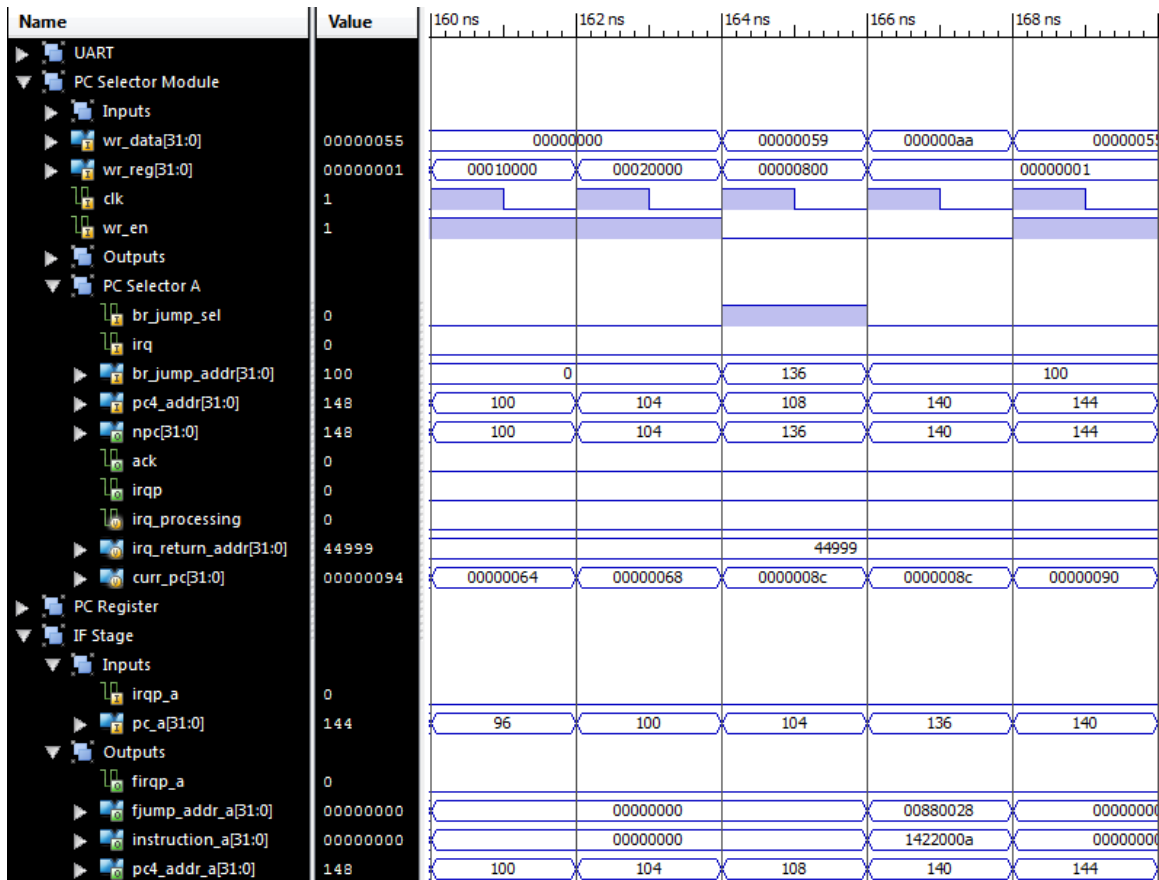 Name Value 160 ns 162 ns 164 ns 166 ns 168 ns
UART
PC Selector Module
Inputs
wr_data[31:0] 00000055 00000000 00000059 000000aa 00000055
wr_reg[31:0] 00000001 00010000 00020000 00000800 00000001
clk 1
wr_en 1
Outputs
PC Selector A
br_jump_sel 0
irq 0
br_jump_addr[31:0] 100 0 136 100
pc4_addr[31:0] 148 100 104 108 140 144
npc[31:0] 148 100 104 136 140 144
ack 0
irqp 0
irq_processing 0
irq_return_addr[31:0] 44999 44999
curr_pc[31:0] 00000094 00000064 00000068 0000008c 0000008c 00000090
PC Register
IF Stage
Inputs
irqp_a 0
pc_a[31:0] 144 96 100 104 136 140
Outputs
firqp_a 0
fjump_addr_a[31:0] 00000000 00000000 00880028 00000000
instruction_a[31:0] 00000000 00000000 1422000a 00000000
pc4_addr_a[31:0] 148 100 104 108 140 144